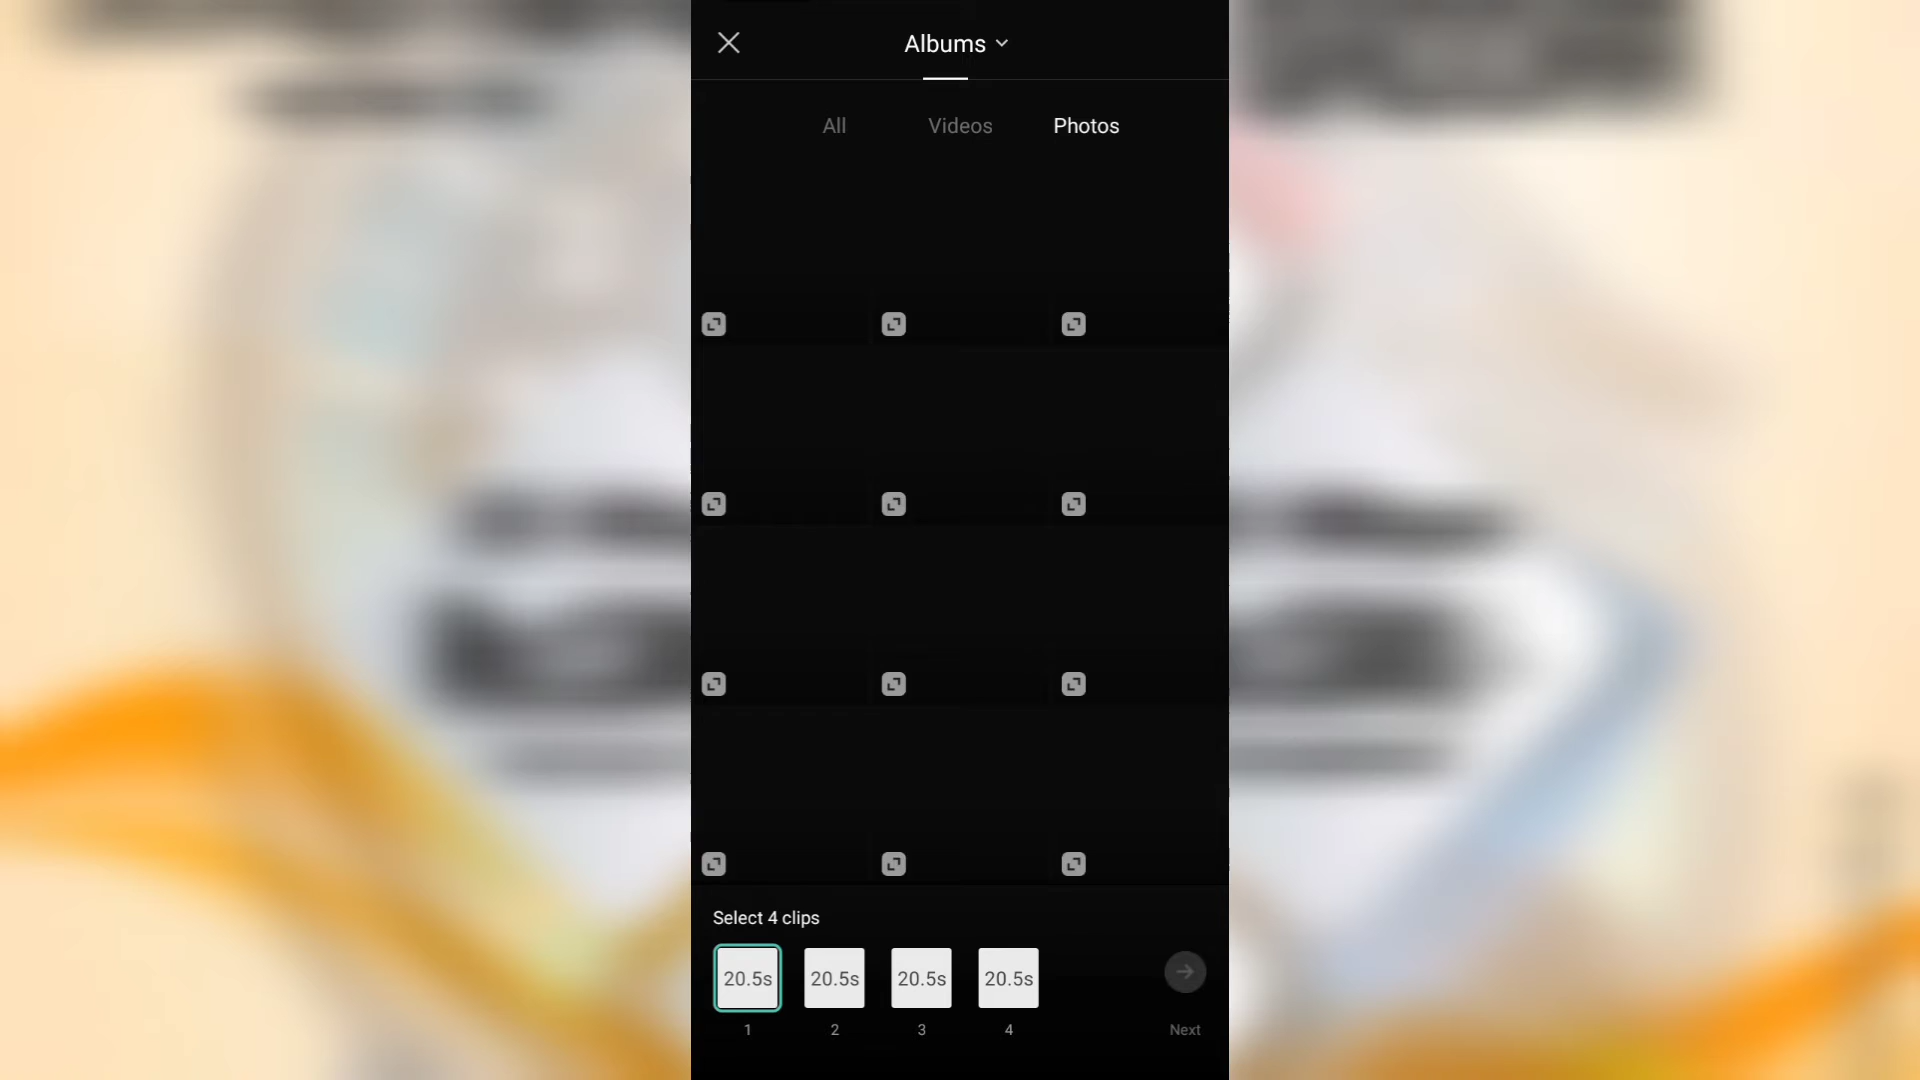 Albums
All Videos Photos
Select 4 clips
20.5s 20.5s 20.5s 20.5s
1 2 3 4 Next